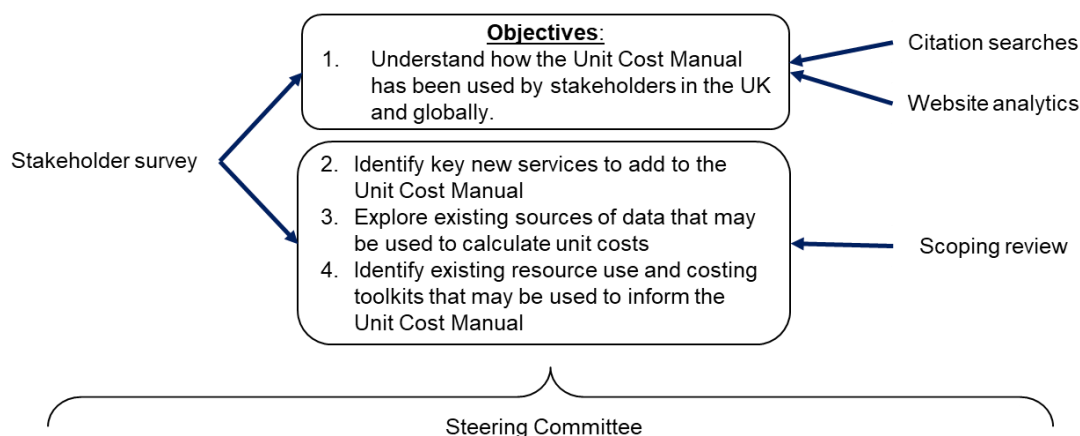 Objectives:
1. Understand how the Unit Cost Manual
has been used by stakeholders in the UK
and globally.
Citation searches
Website analytics
Stakeholder survey
2. Identify key new services to add to the
Unit Cost Manual
3. Explore existing sources of data that may
be used to calculate unit costs
4. Identify existing resource use and costing
toolkits that may be used to inform the
Unit Cost Manual
Scoping review
Steering Committee